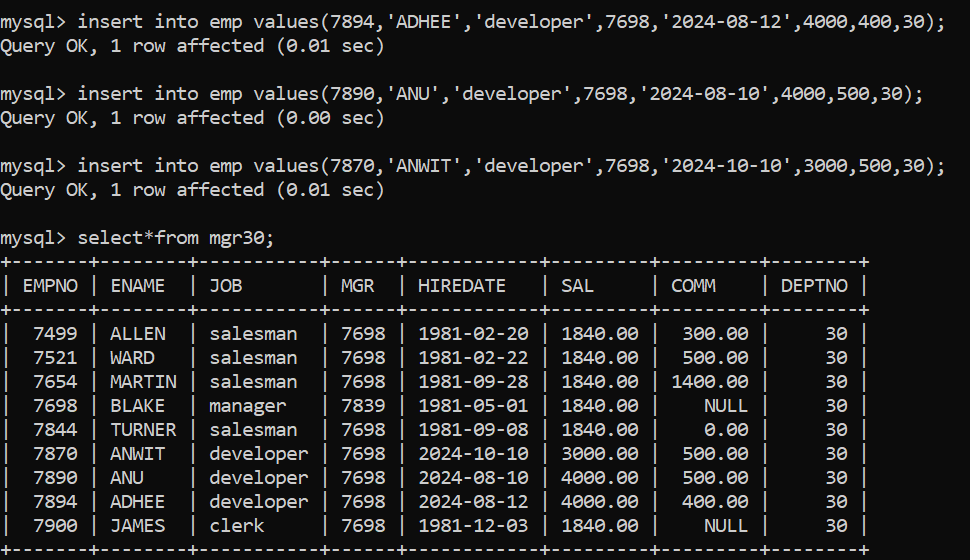 mysql> insert into emp values(7894,'ADHEE','developer',7698,'2024-08-12',4000,400,30);
Query OK, 1 row affected (0.01 sec)

mysql> insert into emp values(7890,'ANU','developer',7698,'2024-08-10',4000,500,30);
Query OK, 1 row affected (0.00 sec)

mysql> insert into emp values(7870,'ANWIT','developer',7698,'2024-10-10',3000,500,30);
Query OK, 1 row affected (0.01 sec)

mysql> select*from mgr30;
+-------+--------+-----------+------+------------+---------+---------+--------+
| EMPNO | ENAME  | JOB       | MGR  | HIREDATE   | SAL     | COMM    | DEPTNO |
+-------+--------+-----------+------+------------+---------+---------+--------+
|  7499 | ALLEN  | salesman  | 7698 | 1981-02-20 | 1840.00 |  300.00 |     30 |
|  7521 | WARD   | salesman  | 7698 | 1981-02-22 | 1840.00 |  500.00 |     30 |
|  7654 | MARTIN | salesman  | 7698 | 1981-09-28 | 1840.00 | 1400.00 |     30 |
|  7698 | BLAKE  | manager   | 7839 | 1981-05-01 | 1840.00 |    NULL |     30 |
|  7844 | TURNER | salesman  | 7698 | 1981-09-08 | 1840.00 |    0.00 |     30 |
|  7870 | ANWIT  | developer | 7698 | 2024-10-10 | 3000.00 |  500.00 |     30 |
|  7890 | ANU    | developer | 7698 | 2024-08-10 | 4000.00 |  500.00 |     30 |
|  7894 | ADHEE  | developer | 7698 | 2024-08-12 | 4000.00 |  400.00 |     30 |
|  7900 | JAMES  | clerk     | 7698 | 1981-12-03 | 1840.00 |    NULL |     30 |
+-------+--------+-----------+------+------------+---------+---------+--------+